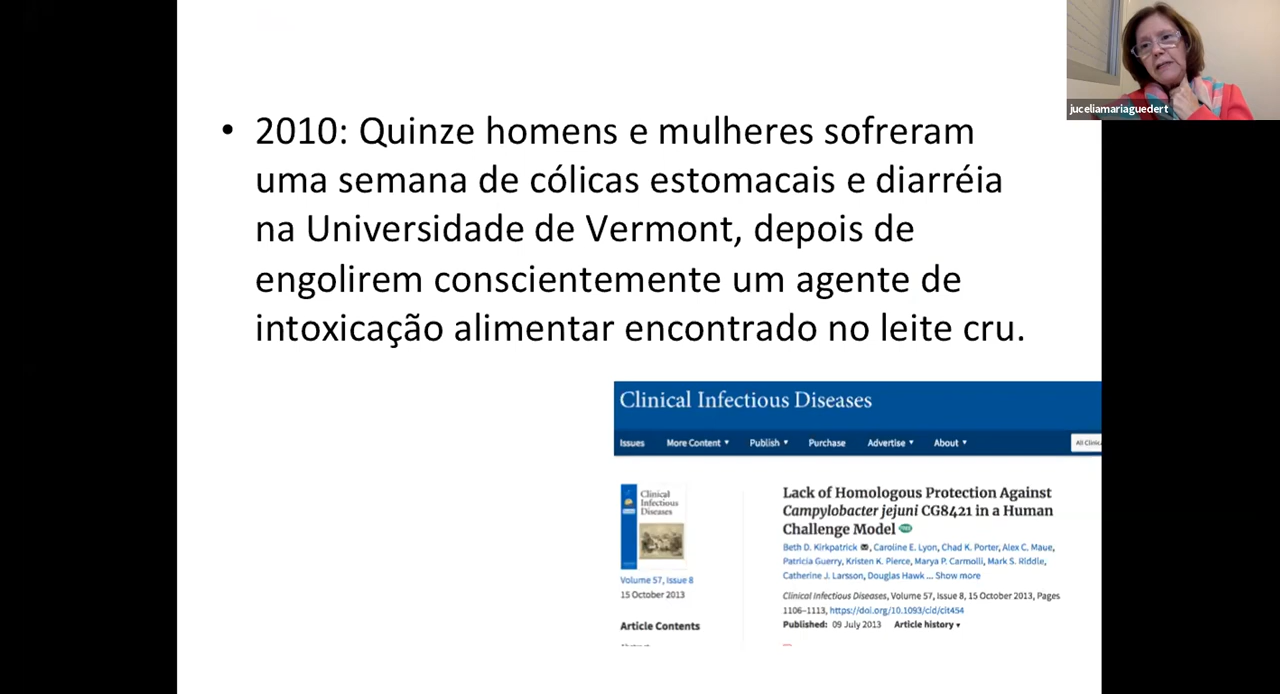 juceliamariaguedert
• 2010: Quinze homens e mulheres sofreram
uma semana de cólicas estomacais e diarréia
na Universidade de Vermont, depois de
engolirem conscientemente um agente de
intoxicação alimentar encontrado no leite cru.
Clinical Infectious Diseases
Issues More Content ▾ Publish ▾ Purchase Advertise ▾ About ▾ All Clinic
Clinical
Infectious
Diseases
Volume 57, Issue 8
15 October 2013
Article Contents
Lack of Homologous Protection Against
Campylobacter jejuni CG8421 in a Human
Challenge Model
Beth D. Kirkpatrick ✉, Caroline E. Lyon, Chad K. Porter, Alex C. Maue,
Patricia Guerry, Kristen K. Pierce, Marya P. Carmolli, Mark S. Riddle,
Catherine J. Larsson, Douglas Hawk ... Show more
Clinical Infectious Diseases, Volume 57, Issue 8, 15 October 2013, Pages
1106–1113, https://doi.org/10.1093/cid/cit454
Published: 09 July 2013 Article history ▾